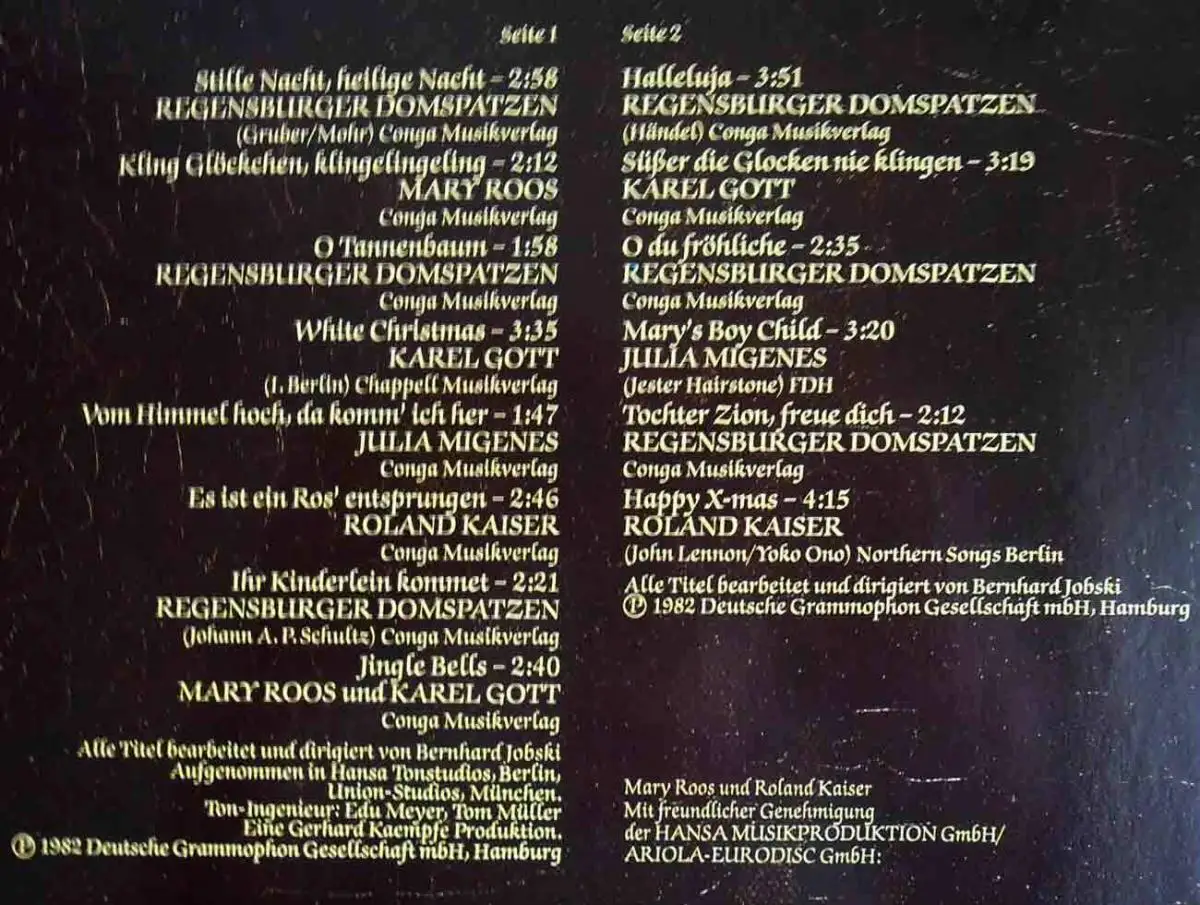 Seite 1
Stille Nacht, heilige Nacht – 2:58
REGENSBURGER DOMSPATZEN
(Gruber/Mohr) Conga Musikverlag
Kling Glöckchen, klingelingeling – 2:12
MARY ROOS
Conga Musikverlag
O Tannenbaum – 1:58
REGENSBURGER DOMSPATZEN
Conga Musikverlag
White Christmas – 3:35
KAREL GOTT
(I. Berlin) Chappell Musikverlag
Vom Himmel hoch, da komm' ich her – 1:47
JULIA MIGENES
Conga Musikverlag
Es ist ein Ros' entsprungen – 2:46
ROLAND KAISER
Conga Musikverlag
Ihr Kinderlein kommet – 2:21
REGENSBURGER DOMSPATZEN
(Johann A. P. Schultz) Conga Musikverlag
Jingle Bells – 2:40
MARY ROOS und KAREL GOTT
Conga Musikverlag
Alle Titel bearbeitet und dirigiert von Bernhard Jobski
Aufgenommen in Hansa Tonstudios, Berlin,
Union-Studios, München.
Ton-Ingenieur: Edu Meyer, Tom Müller
Eine Gerhard Kaempfe Produktion.
℗ 1982 Deutsche Grammophon Gesellschaft mbH, Hamburg
Seite 2
Halleluja – 3:51
REGENSBURGER DOMSPATZEN
(Händel) Conga Musikverlag
Süßer die Glocken nie klingen – 3:19
KAREL GOTT
Conga Musikverlag
O du fröhliche – 2:35
REGENSBURGER DOMSPATZEN
Conga Musikverlag
Mary's Boy Child – 3:20
JULIA MIGENES
(Jester Hairstone) FDH
Tochter Zion, freue dich – 2:12
REGENSBURGER DOMSPATZEN
Conga Musikverlag
Happy X-mas – 4:15
ROLAND KAISER
(John Lennon/Yoko Ono) Northern Songs Berlin
Alle Titel bearbeitet und dirigiert von Bernhard Jobski
℗ 1982 Deutsche Grammophon Gesellschaft mbH, Hamburg
Mary Roos und Roland Kaiser
Mit freundlicher Genehmigung
der HANSA MUSIKPRODUKTION GmbH/
ARIOLA-EURODISC GmbH: